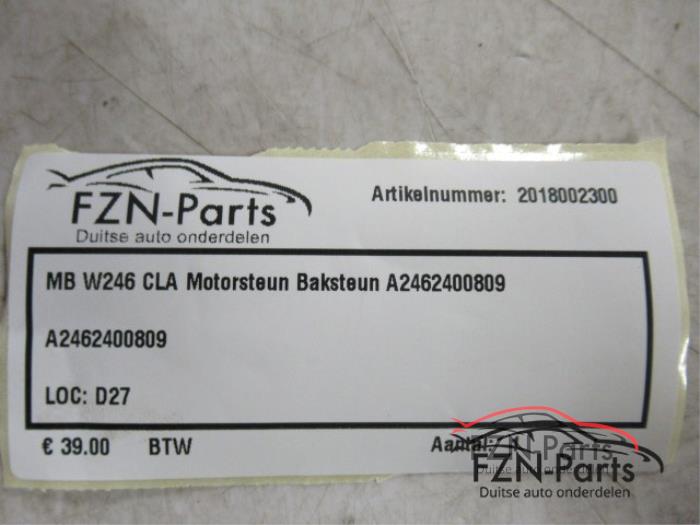 FZN-Parts
Duitse auto onderdelen
Artikelnummer: 2018002300
MB W246 CLA Motorsteun Baksteun A2462400809
A2462400809
LOC: D27
€ 39.00 BTW
Aantal:
FZN-Parts
Duitse auto onderdelen